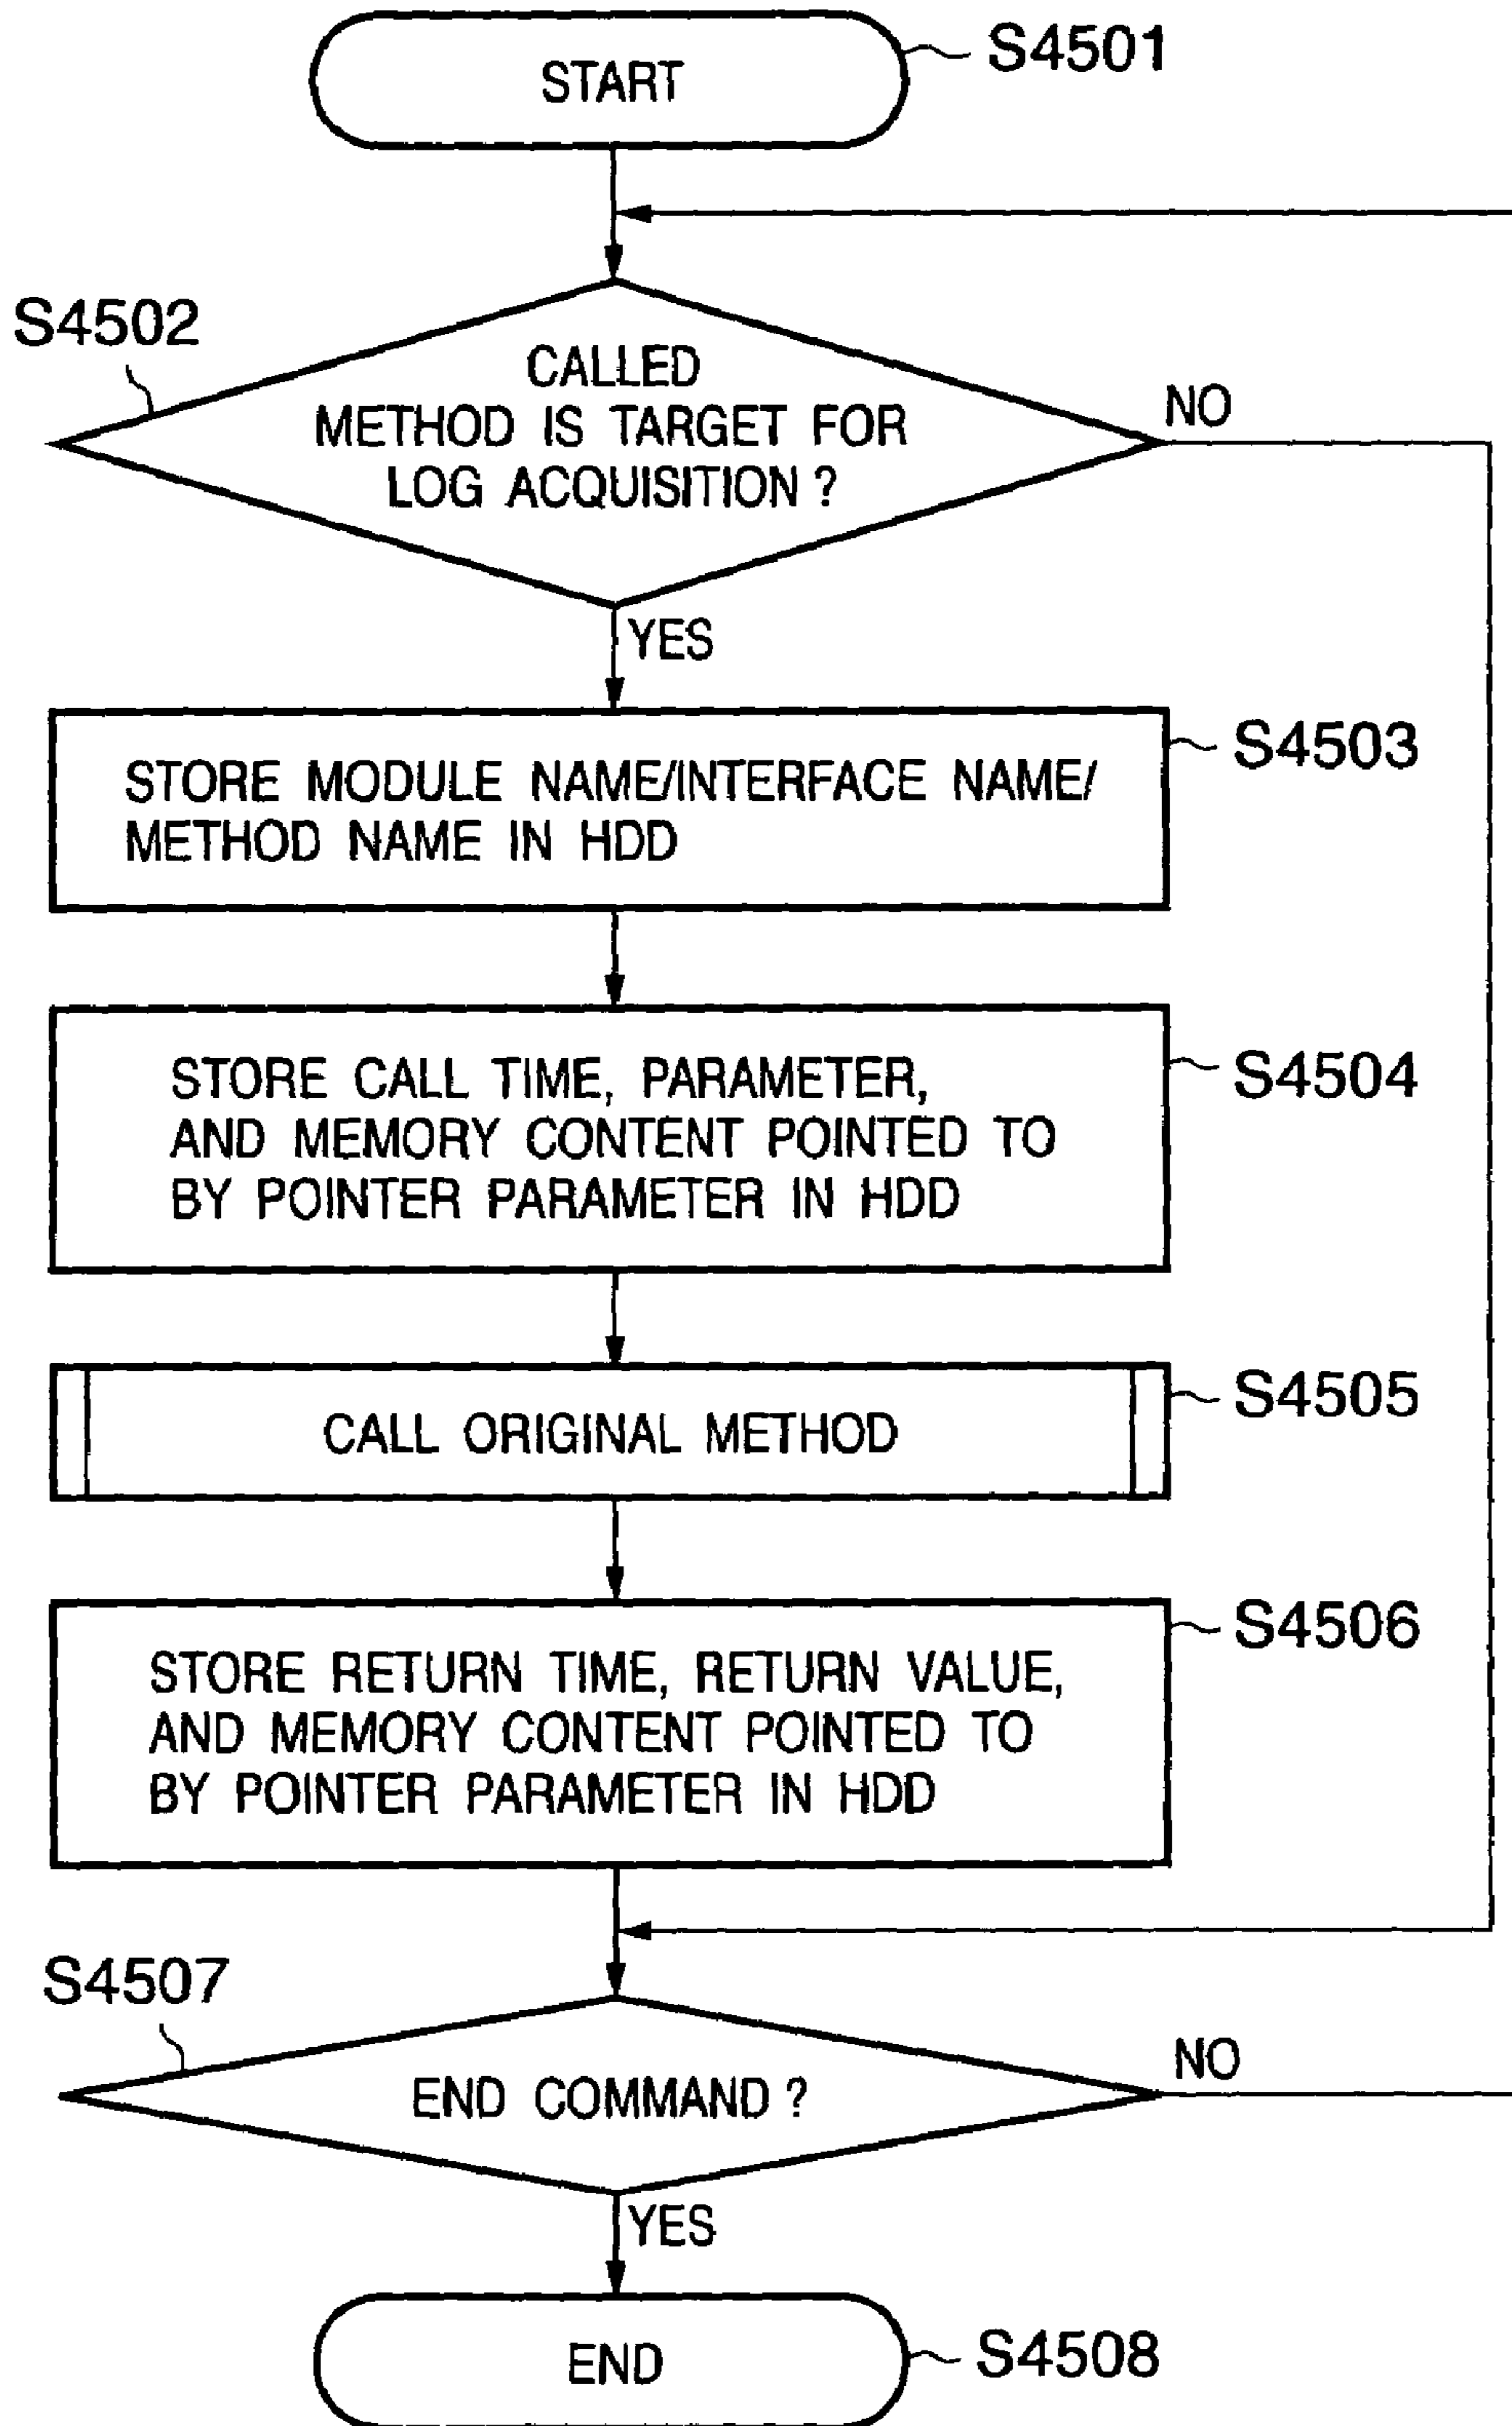 START
S4501
S4502
CALLED
METHOD IS TARGET FOR
LOG ACQUISITION ?
NO
YES
STORE MODULE NAME/INTERFACE NAME/
METHOD NAME IN HDD
S4503
STORE CALL TIME, PARAMETER,
AND MEMORY CONTENT POINTED TO
BY POINTER PARAMETER IN HDD
S4504
CALL ORIGINAL METHOD
S4505
STORE RETURN TIME, RETURN VALUE,
AND MEMORY CONTENT POINTED TO
BY POINTER PARAMETER IN HDD
S4506
S4507
END COMMAND ?
NO
YES
END
S4508